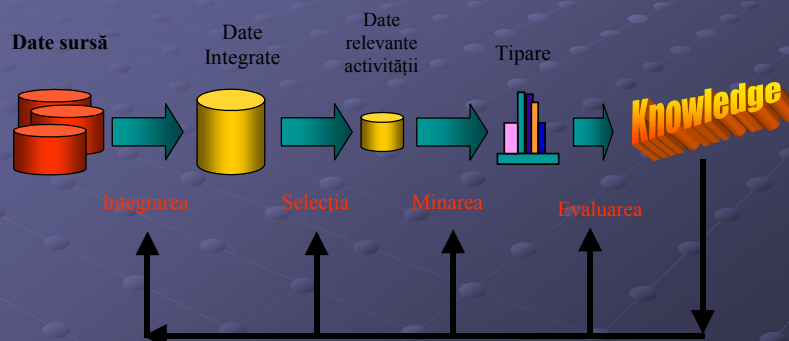 Date sursă
Date
Integrate
Date
relevante
activității
Tipare
Knowledge
Integrarea
Selecția
Minarea
Evaluarea